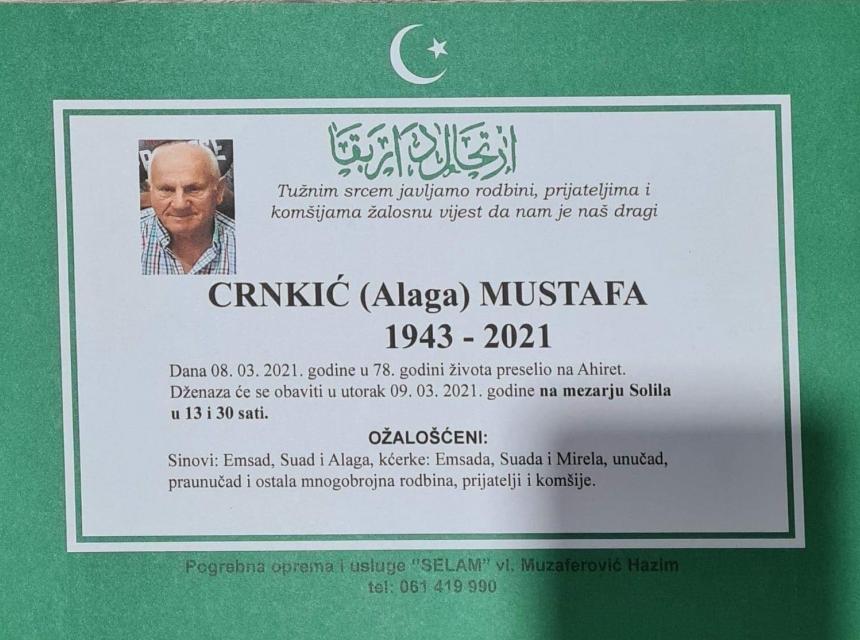 ارتحال دار بقا
Tužnim srcem javljamo rodbini, prijateljima i
komšijama žalosnu vijest da nam je naš dragi
CRNKIĆ (Alaga) MUSTAFA
1943 - 2021
Dana 08. 03. 2021. godine u 78. godini života preselio na Ahiret.
Dženaza će se obaviti u utorak 09. 03. 2021. godine na mezarju Solila
u 13 i 30 sati.
OŽALOŠĆENI:
Sinovi: Emsad, Suad i Alaga, kćerke: Emsada, Suada i Mirela, unučad,
praunučad i ostala mnogobrojna rodbina, prijatelji i komšije.
Pogrebna oprema i usluge "SELAM" vl. Muzaferović Hazim
tel: 061 419 990